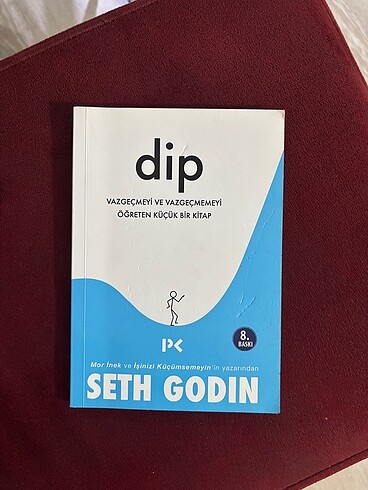 dip
VAZGEÇMEYİ VE VAZGEÇMEMEYİ
ÖĞRETEN KÜÇÜK BİR KİTAP
PK
8.
BASKI
Mor İnek ve İşinizi Küçümsemeyin'in yazarından
SETH GODIN